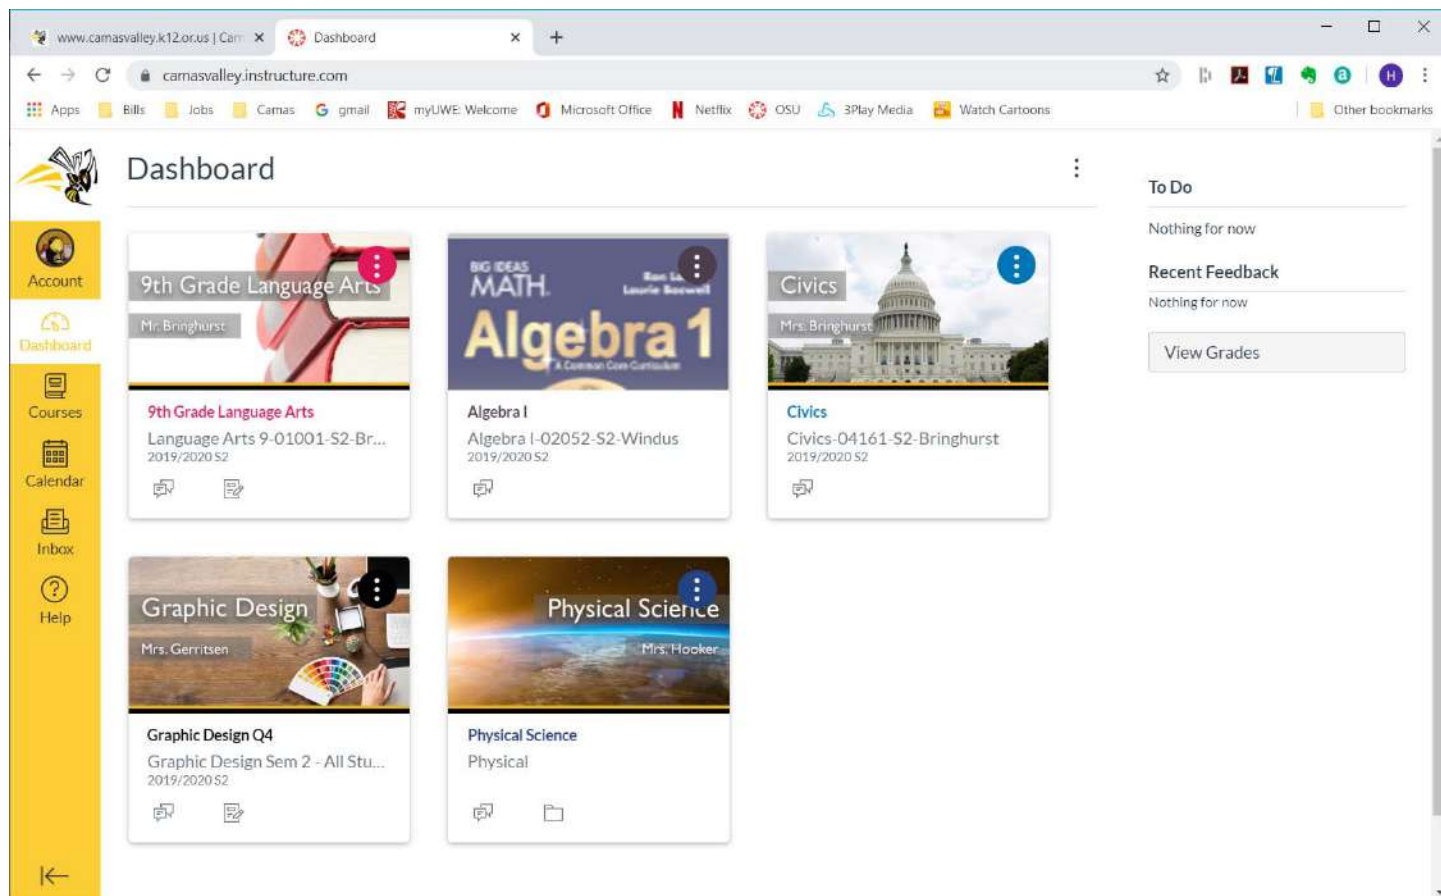 www.camasvalley.k12.or.us | Cam
Dashboard
camasvalley.instructure.com
H
Apps
Bills
Jobs
Camas
gmail
myUWE: Welcome
Microsoft Office
Netflix
OSU
3Play Media
Watch Cartoons
Other bookmarks
Account
Dashboard
Courses
Calendar
Inbox
Help
Dashboard
9th Grade Language Arts
Mr. Bringhurst
9th Grade Language Arts
Language Arts 9-01001-S2-Br...
2019/2020 S2
BIG IDEAS
MATH
Ron La
Laurie Boswell
Algebra 1
A Common Core Curriculum
Algebra I
Algebra I-02052-S2-Windus
2019/2020 S2
Civics
Mrs. Bringhurst
Civics
Civics-04161-S2-Bringhurst
2019/2020 S2
Graphic Design
Mrs. Gerritsen
Graphic Design Q4
Graphic Design Sem 2 - All Stu...
2019/2020 S2
Physical Science
Mrs. Hooker
Physical Science
Physical
To Do
Nothing for now
Recent Feedback
Nothing for now
View Grades